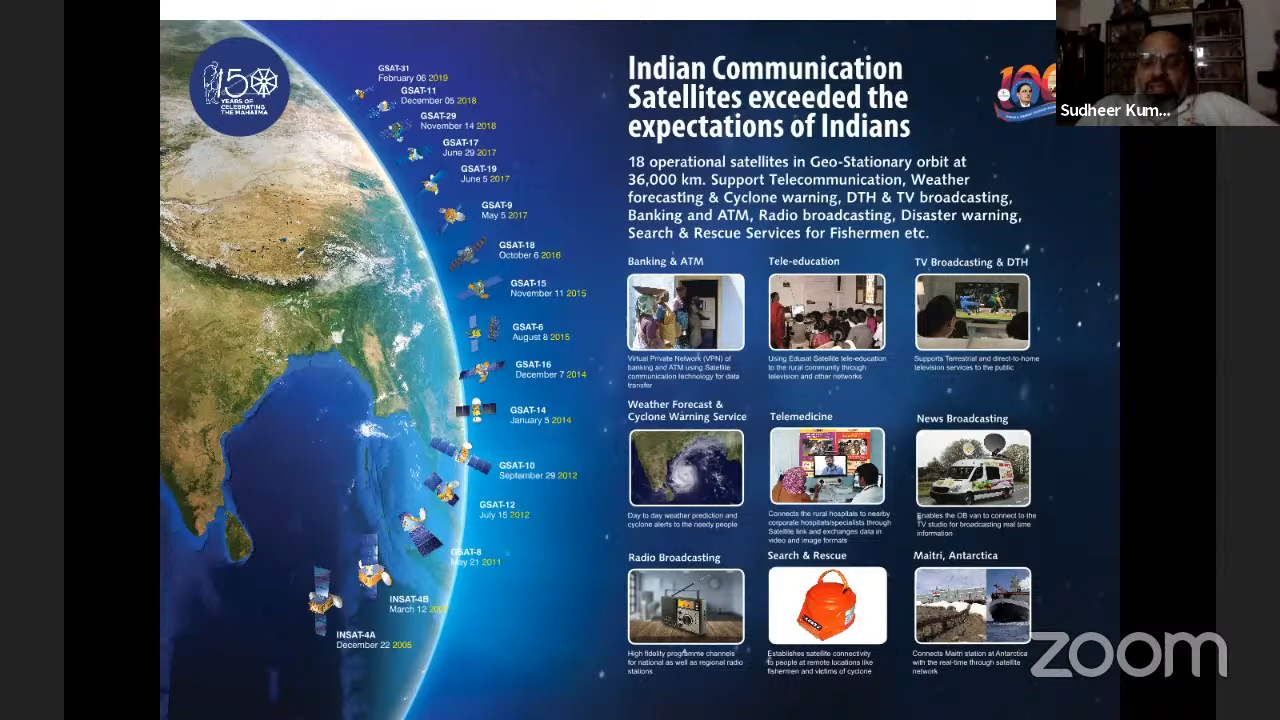 150
YEARS OF
CELEBRATING
THE MAHATMA
GSAT-31
February 06 2019
GSAT-11
December 05 2018
GSAT-29
November 14 2018
GSAT-17
June 29 2017
GSAT-19
June 5 2017
GSAT-9
May 5 2017
GSAT-18
October 6 2016
GSAT-15
November 11 2015
GSAT-6
August 8 2015
GSAT-16
December 7 2014
GSAT-14
January 5 2014
GSAT-10
September 29 2012
GSAT-12
July 15 2012
GSAT-8
May 21 2011
INSAT-4B
March 12
INSAT-4A
December 22 2005
Indian Communication
Satellites exceeded the
expectations of Indians
18 operational satellites in Geo-Stationary orbit at
36,000 km. Support Telecommunication, Weather
forecasting & Cyclone warning, DTH & TV broadcasting,
Banking and ATM, Radio broadcasting, Disaster warning,
Search & Rescue Services for Fishermen etc.
Banking & ATM
Virtual Private Network (VPN) of
banking and ATM using Satellite
communication technology for data
transfer
Tele-education
Using Edusat Satellite tele-education
to the rural community through
television and other networks
TV Broadcasting & DTH
Supports Terrestrial and direct-to-home
television services to the public
Weather Forecast &
Cyclone Warning Service
Day to day weather prediction and
cyclone alerts to the needy people
Telemedicine
Connects the rural hospitals to nearby
corporate hospitals/specialists through
Satellite link and exchanges data in
video and image formats
News Broadcasting
Enables the OB van to connect to the
TV studio for broadcasting real time
information
Radio Broadcasting
High fidelity programme channels
for national as well as regional radio
stations
Search & Rescue
Establishes satellite connectivity
to people at remote locations like
fishermen and victims of cyclone
Maitri, Antarctica
Connects Maitri station at Antarctica
with the real-time through satellite
network
Sudheer Kum...
zoom